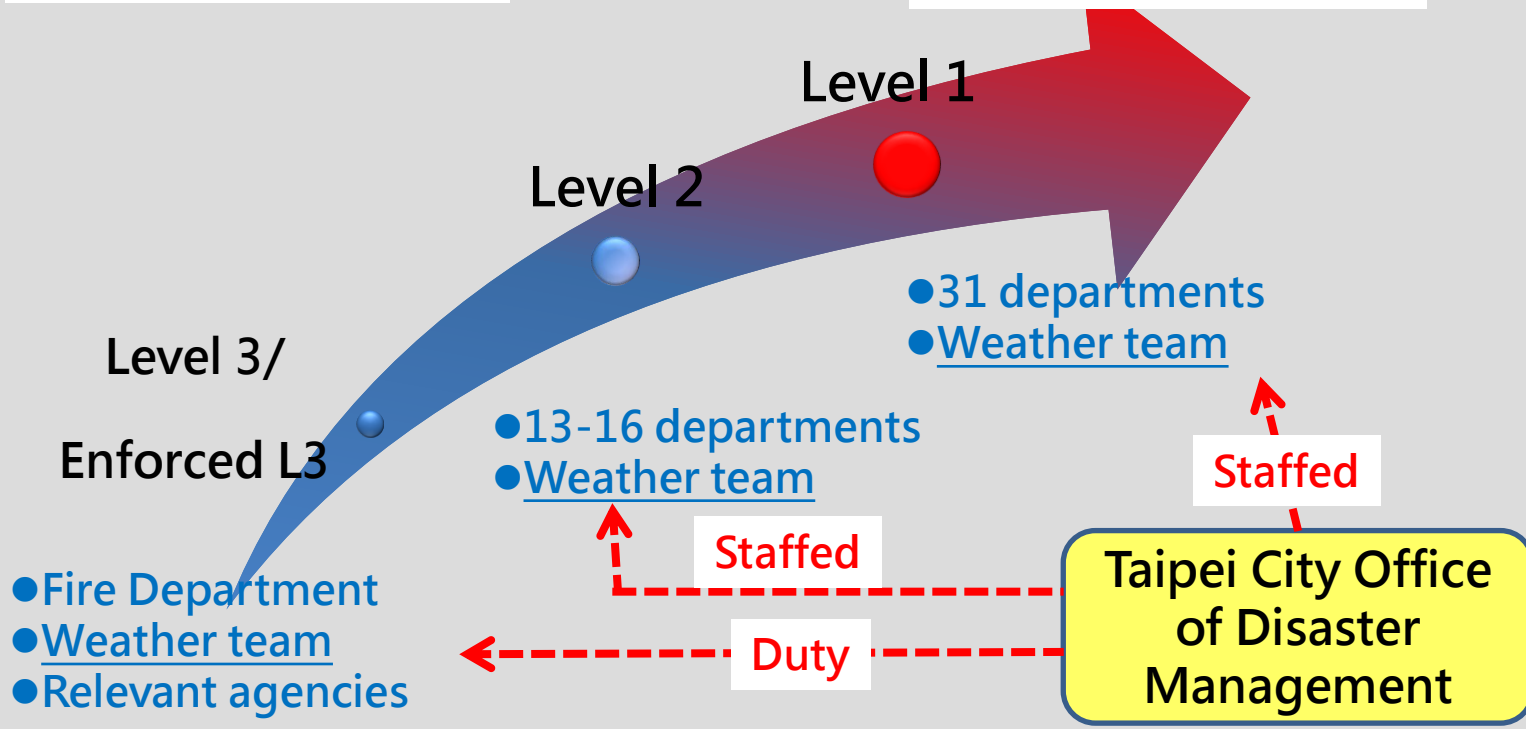 Level 1
Level 2
Level 3/
Enforced L3
●31 departments
●Weather team
●13-16 departments
●Weather team
Staffed
Staffed
●Fire Department
●Weather team
●Relevant agencies
Duty
Taipei City Office
of Disaster
Management